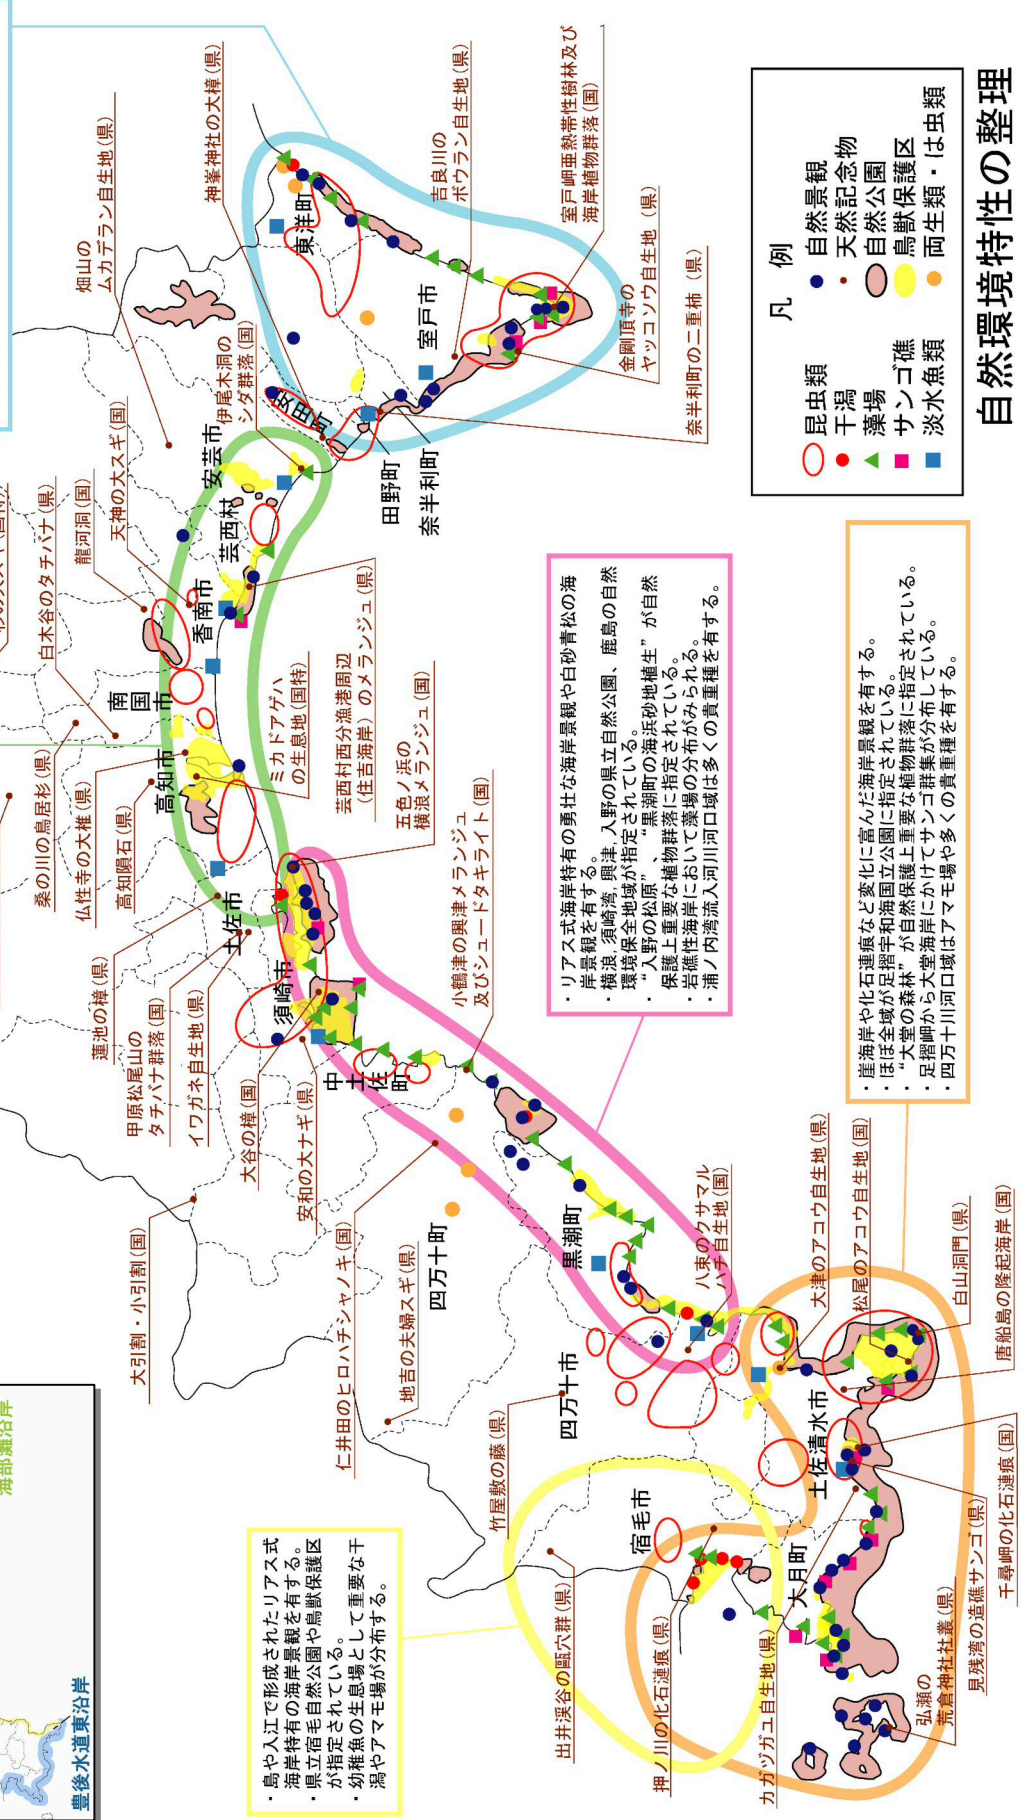 自然環境特性の整理
凡　例
昆虫類
干潟
藻場
サンゴ礁
淡水魚類
自然景観
天然記念物
自然公園
鳥獣保護区
両生類・は虫類
海部灘沿岸
豊後水道東沿岸
・島や入江で形成されたリアス式
海岸特有の海岸景観を有する。
・県立宿毛自然公園や鳥獣保護区
が指定されている。
・幼稚魚の生息場として重要な干
潟やアマモ場が分布する。
・リアス式海岸特有の勇壮な海岸景観や白砂青松の海
岸景観を有する。
・横浪、須崎湾、興津、入野の県立自然公園、鹿島の自然
環境保全地域が指定されている。
・“入野の松原”、“黒潮町の海浜砂地植生”が自然
保護上重要な植物群落に指定されている。
・岩礁性海岸において藻場の分布がみられる。
・浦ノ内湾流入河川河口域は多くの貴重種を有する。
・崖海岸や化石漣痕など変化に富んだ海岸景観を有する。
・ほぼ全域が足摺宇和海国立公園に指定されている。
・“大堂の森林”が自然保護上重要な植物群落に指定されている。
・足摺岬から大堂海岸にかけてサンゴ群集が分布している。
・四万十川河口域はアマモ場や多くの貴重種を有する。
大引割・小引割(国)
蓮池の樟(県)
甲原松尾山の
タチバナ群落(国)
イワガネ自生地(県)
大谷の樟(国)
安和の大ナギ(県)
仁井田のヒロハチシャノキ(国)
地吉の夫婦スギ(県)
竹屋敷の藤(県)
出井渓谷の甌穴群(県)
押ノ川の化石漣痕(県)
カガツガユ自生地(県)
桑の川の鳥居杉(県)
仏性寺の大椎(県)
高知隕石(県)
白木谷のタチバナ(県)
龍河洞(国)
天神の大スギ(国)
畑山の
ムカデラン自生地(県)
伊尾木洞の
シダ群落(国)
神峯神社の大樟(県)
吉良川の
ボウラン自生地(県)
室戸岬亜熱帯性樹林及び
海岸植物群落(国)
金剛頂寺の
ヤッコソウ自生地(県)
奈半利町の二重柿(県)
ミカドアゲハ
の生息地(国特)
芸西村西分漁港周辺
(住吉海岸)のメランジュ(県)
五色ノ浜の
横浪メランジュ(国)
小鶴津の興津メランジュ
及びシュードタキライト(国)
八束のクサマル
ハチ自生地(国)
大津のアコウ自生地(県)
松尾のアコウ自生地(国)
白山洞門(県)
唐船島の隆起海岸(国)
千尋岬の化石漣痕(国)
見残湾の造礁サンゴ(県)
弘瀬の
荒倉神社社叢(県)
東洋町
室戸市
安田町
田野町
奈半利町
安芸市
芸西村
香南市
南国市
高知市
土佐市
須崎市
中土佐町
四万十町
黒潮町
四万十市
土佐清水市
宿毛市
大月町